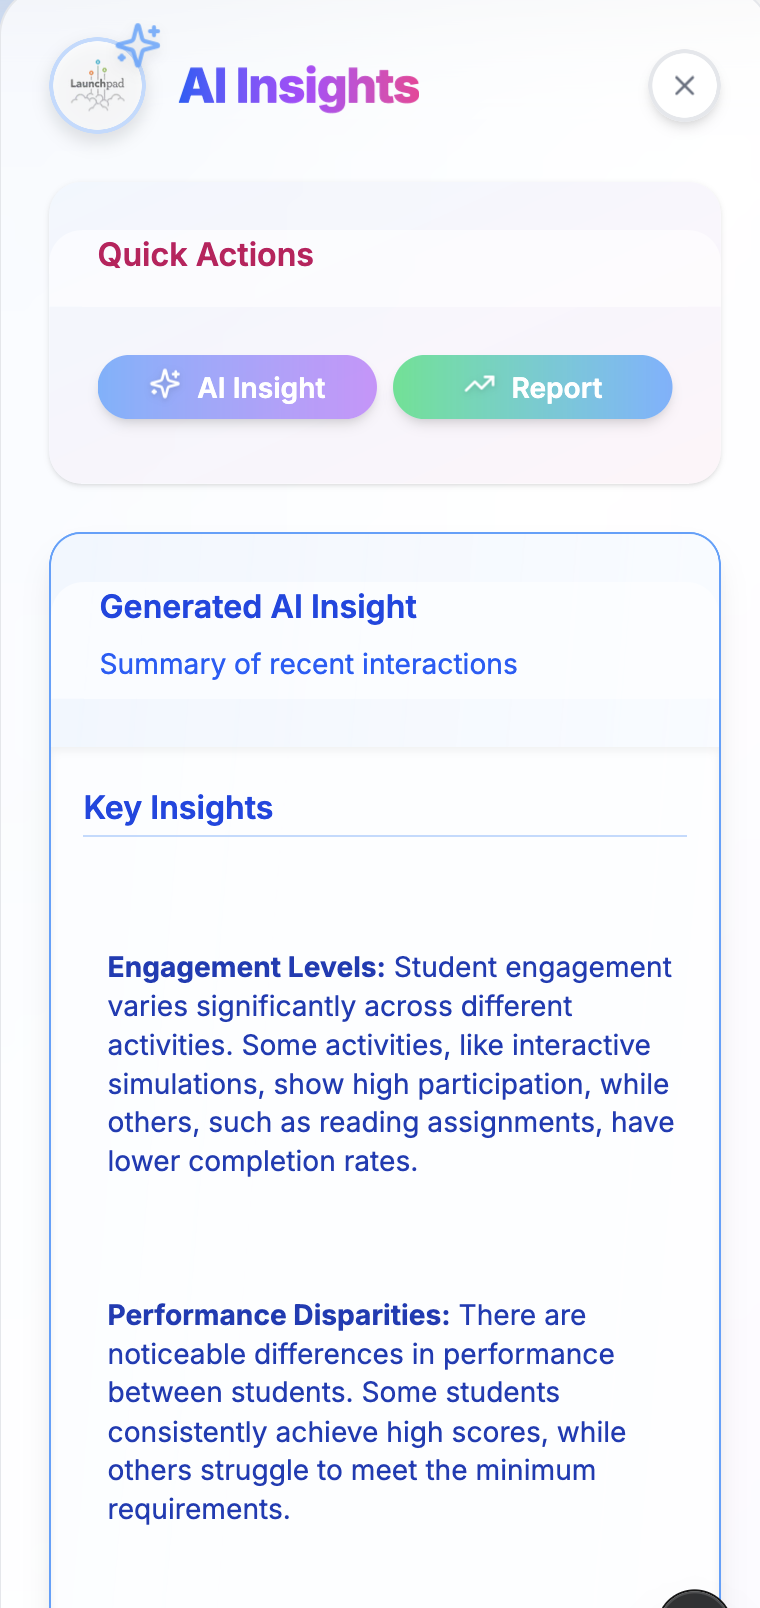 Launchpad
AI Insights
Quick Actions
AI Insight
Report
Generated AI Insight
Summary of recent interactions
Key Insights
Engagement Levels: Student engagement
varies significantly across different
activities. Some activities, like interactive
simulations, show high participation, while
others, such as reading assignments, have
lower completion rates.
Performance Disparities: There are
noticeable differences in performance
between students. Some students
consistently achieve high scores, while
others struggle to meet the minimum
requirements.